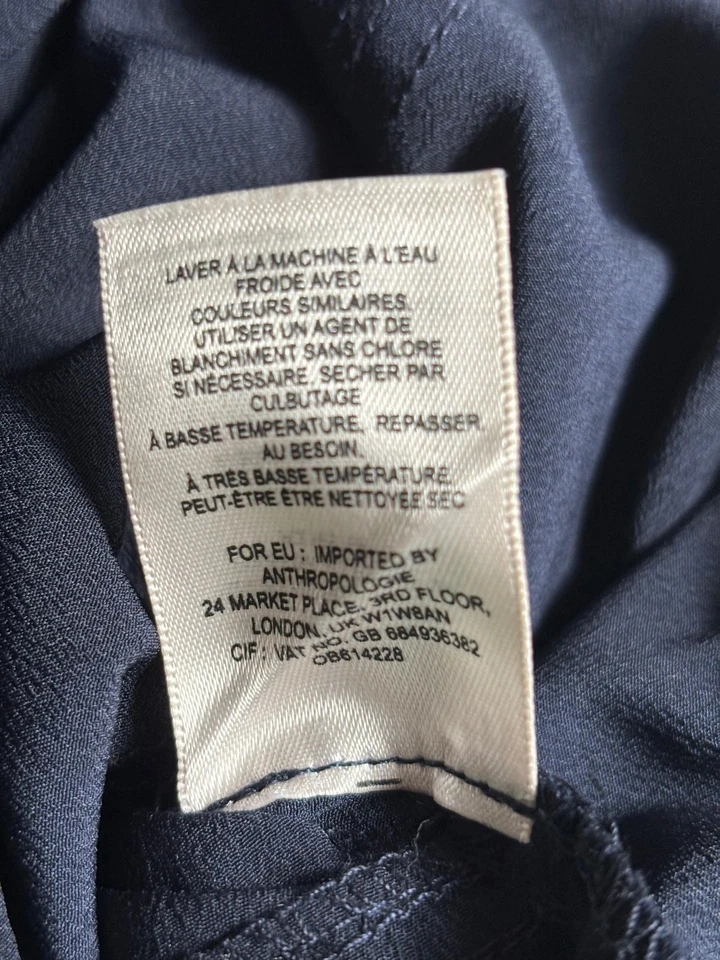 LAVER À LA MACHINE À L'EAU
FROIDE AVEC
COULEURS SIMILAIRES.
UTILISER UN AGENT DE
BLANCHIMENT SANS CHLORE
SI NÉCESSAIRE. SECHER PAR
CULBUTAGE
À BASSE TEMPERATURE. REPASSER
AU BESOIN.
À TRÈS BASSE TEMPÉRATURE.
PEUT-ÊTRE ÊTRE NETTOYÉE SEC
FOR EU : IMPORTED BY
ANTHROPOLOGIE
24 MARKET PLACE, 3RD FLOOR,
LONDON, UK W1W8AN
CIF : VAT NO. GB 684936382
OB614228